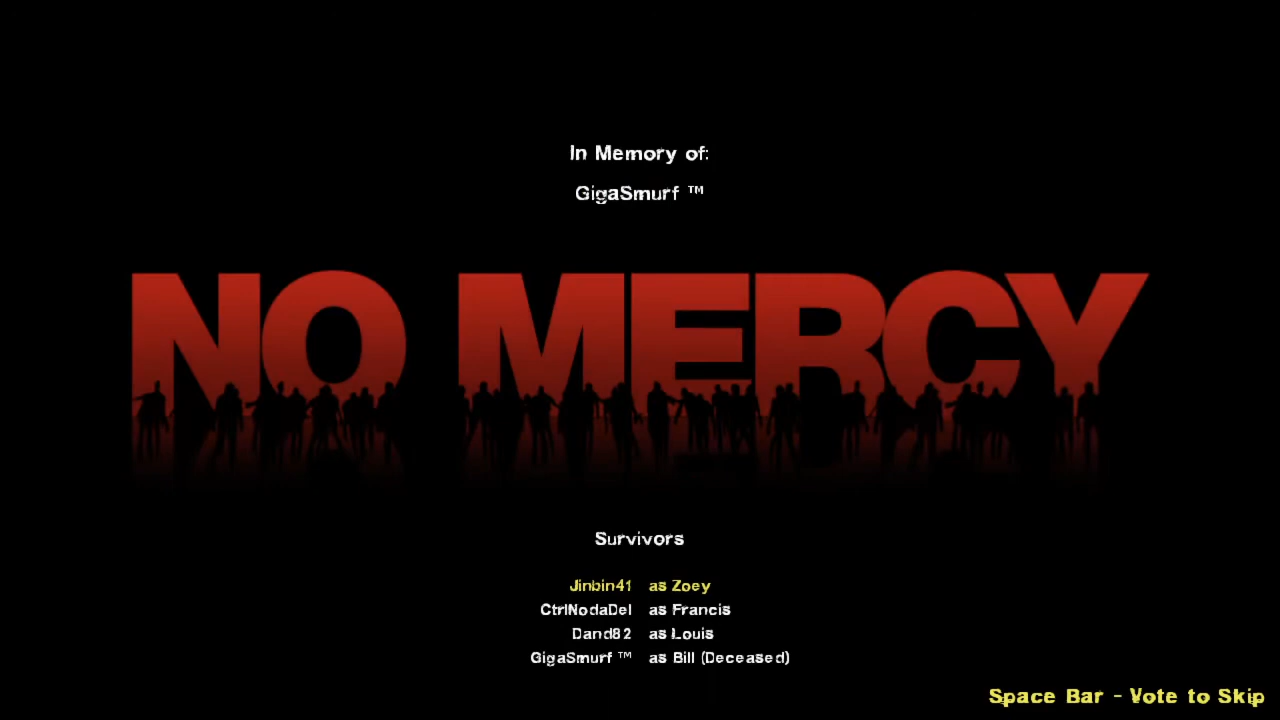 In Memory of:
GigaSmurf ™
NO MERCY
Survivors
Jinbin41 as Zoey
CtrlNodaDel as Francis
Dand82 as Louis
GigaSmurf ™ as Bill (Deceased)
Space Bar - Vote to Skip